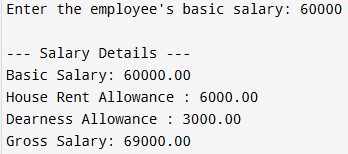 Enter the employee's basic salary: 60000

--- Salary Details ---
Basic Salary: 60000.00
House Rent Allowance : 6000.00
Dearness Allowance : 3000.00
Gross Salary: 69000.00